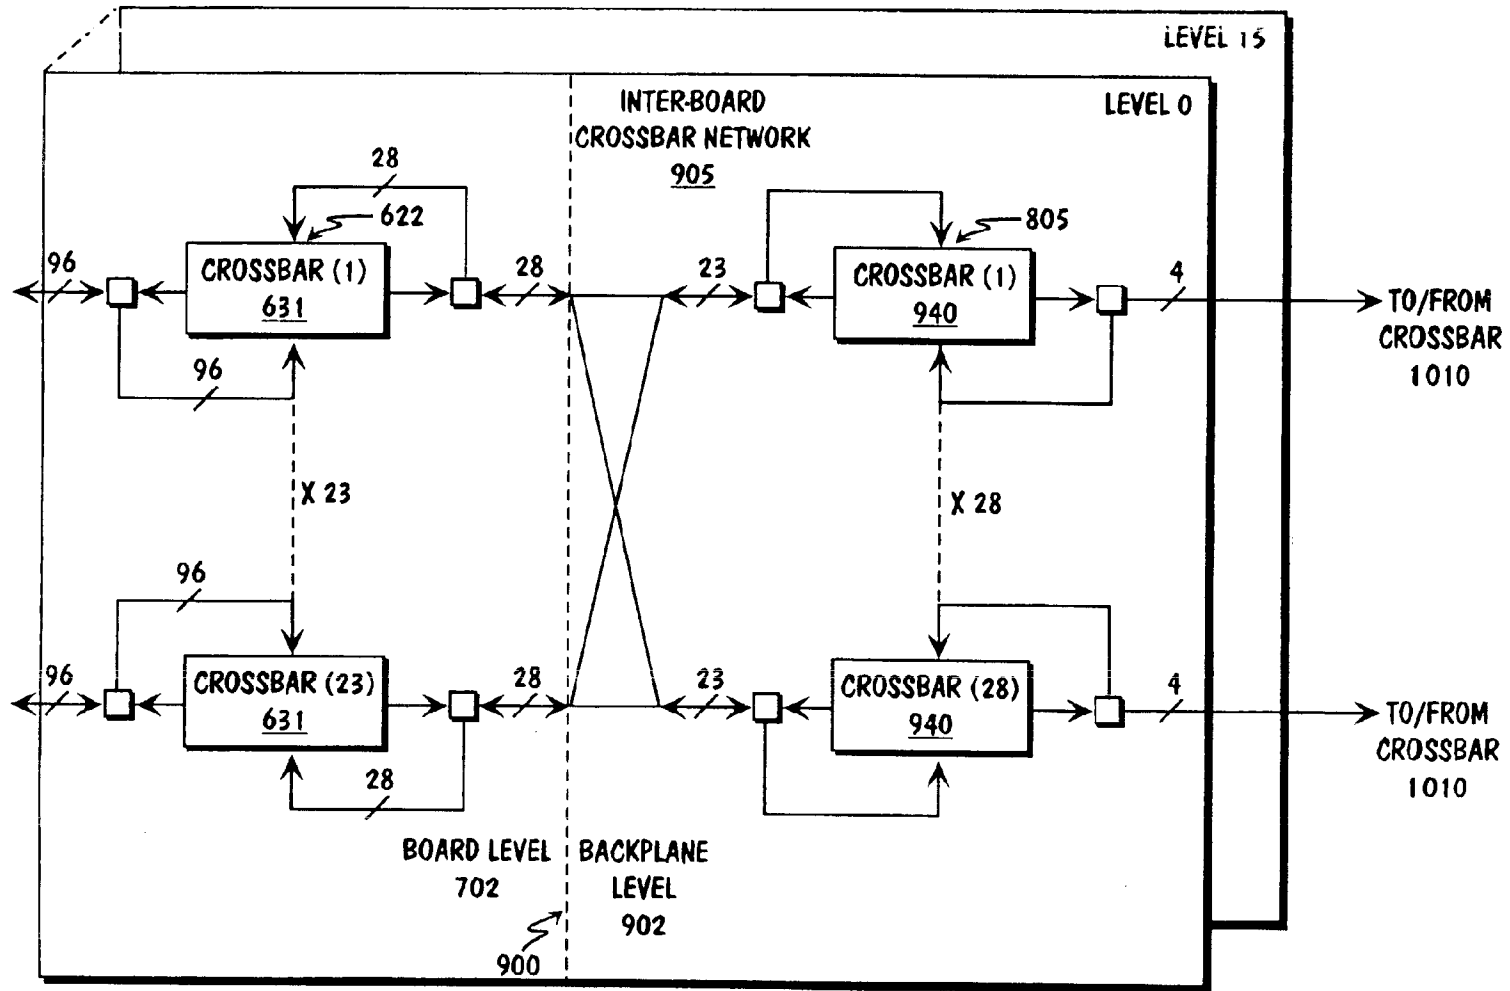 LEVEL 15
LEVEL 0
INTER-BOARD
CROSSBAR NETWORK
905
28
622
805
96
CROSSBAR (1)
631
28
23
CROSSBAR (1)
940
4
TO/FROM
CROSSBAR
1010
96
X 23
X 28
96
96
CROSSBAR (23)
631
28
23
CROSSBAR (28)
940
4
TO/FROM
CROSSBAR
1010
28
BOARD LEVEL
702
BACKPLANE
LEVEL
902
900